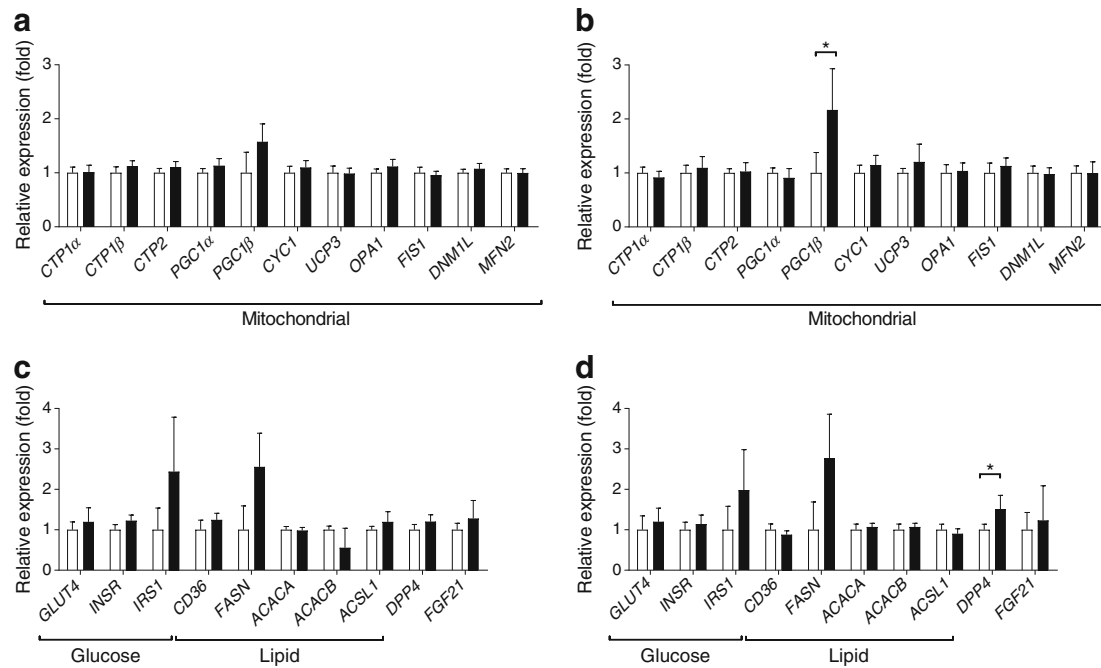 a
Relative expression (fold)
3
2
1
0
CTP1α CTP1β CTP2 PGC1α PGC1β CYC1 UCP3 OPA1 FIS1 DNM1L MFN2
Mitochondrial
b
Relative expression (fold)
3
2
1
0
*
CTP1α CTP1β CTP2 PGC1α PGC1β CYC1 UCP3 OPA1 FIS1 DNM1L MFN2
Mitochondrial
c
Relative expression (fold)
4
3
2
1
0
GLUT4 INSR IRS1 CD36 FASN ACACA ACACB ACSL1 DPP4 FGF21
Glucose Lipid
d
Relative expression (fold)
4
3
2
1
0
*
GLUT4 INSR IRS1 CD36 FASN ACACA ACACB ACSL1 DPP4 FGF21
Glucose Lipid